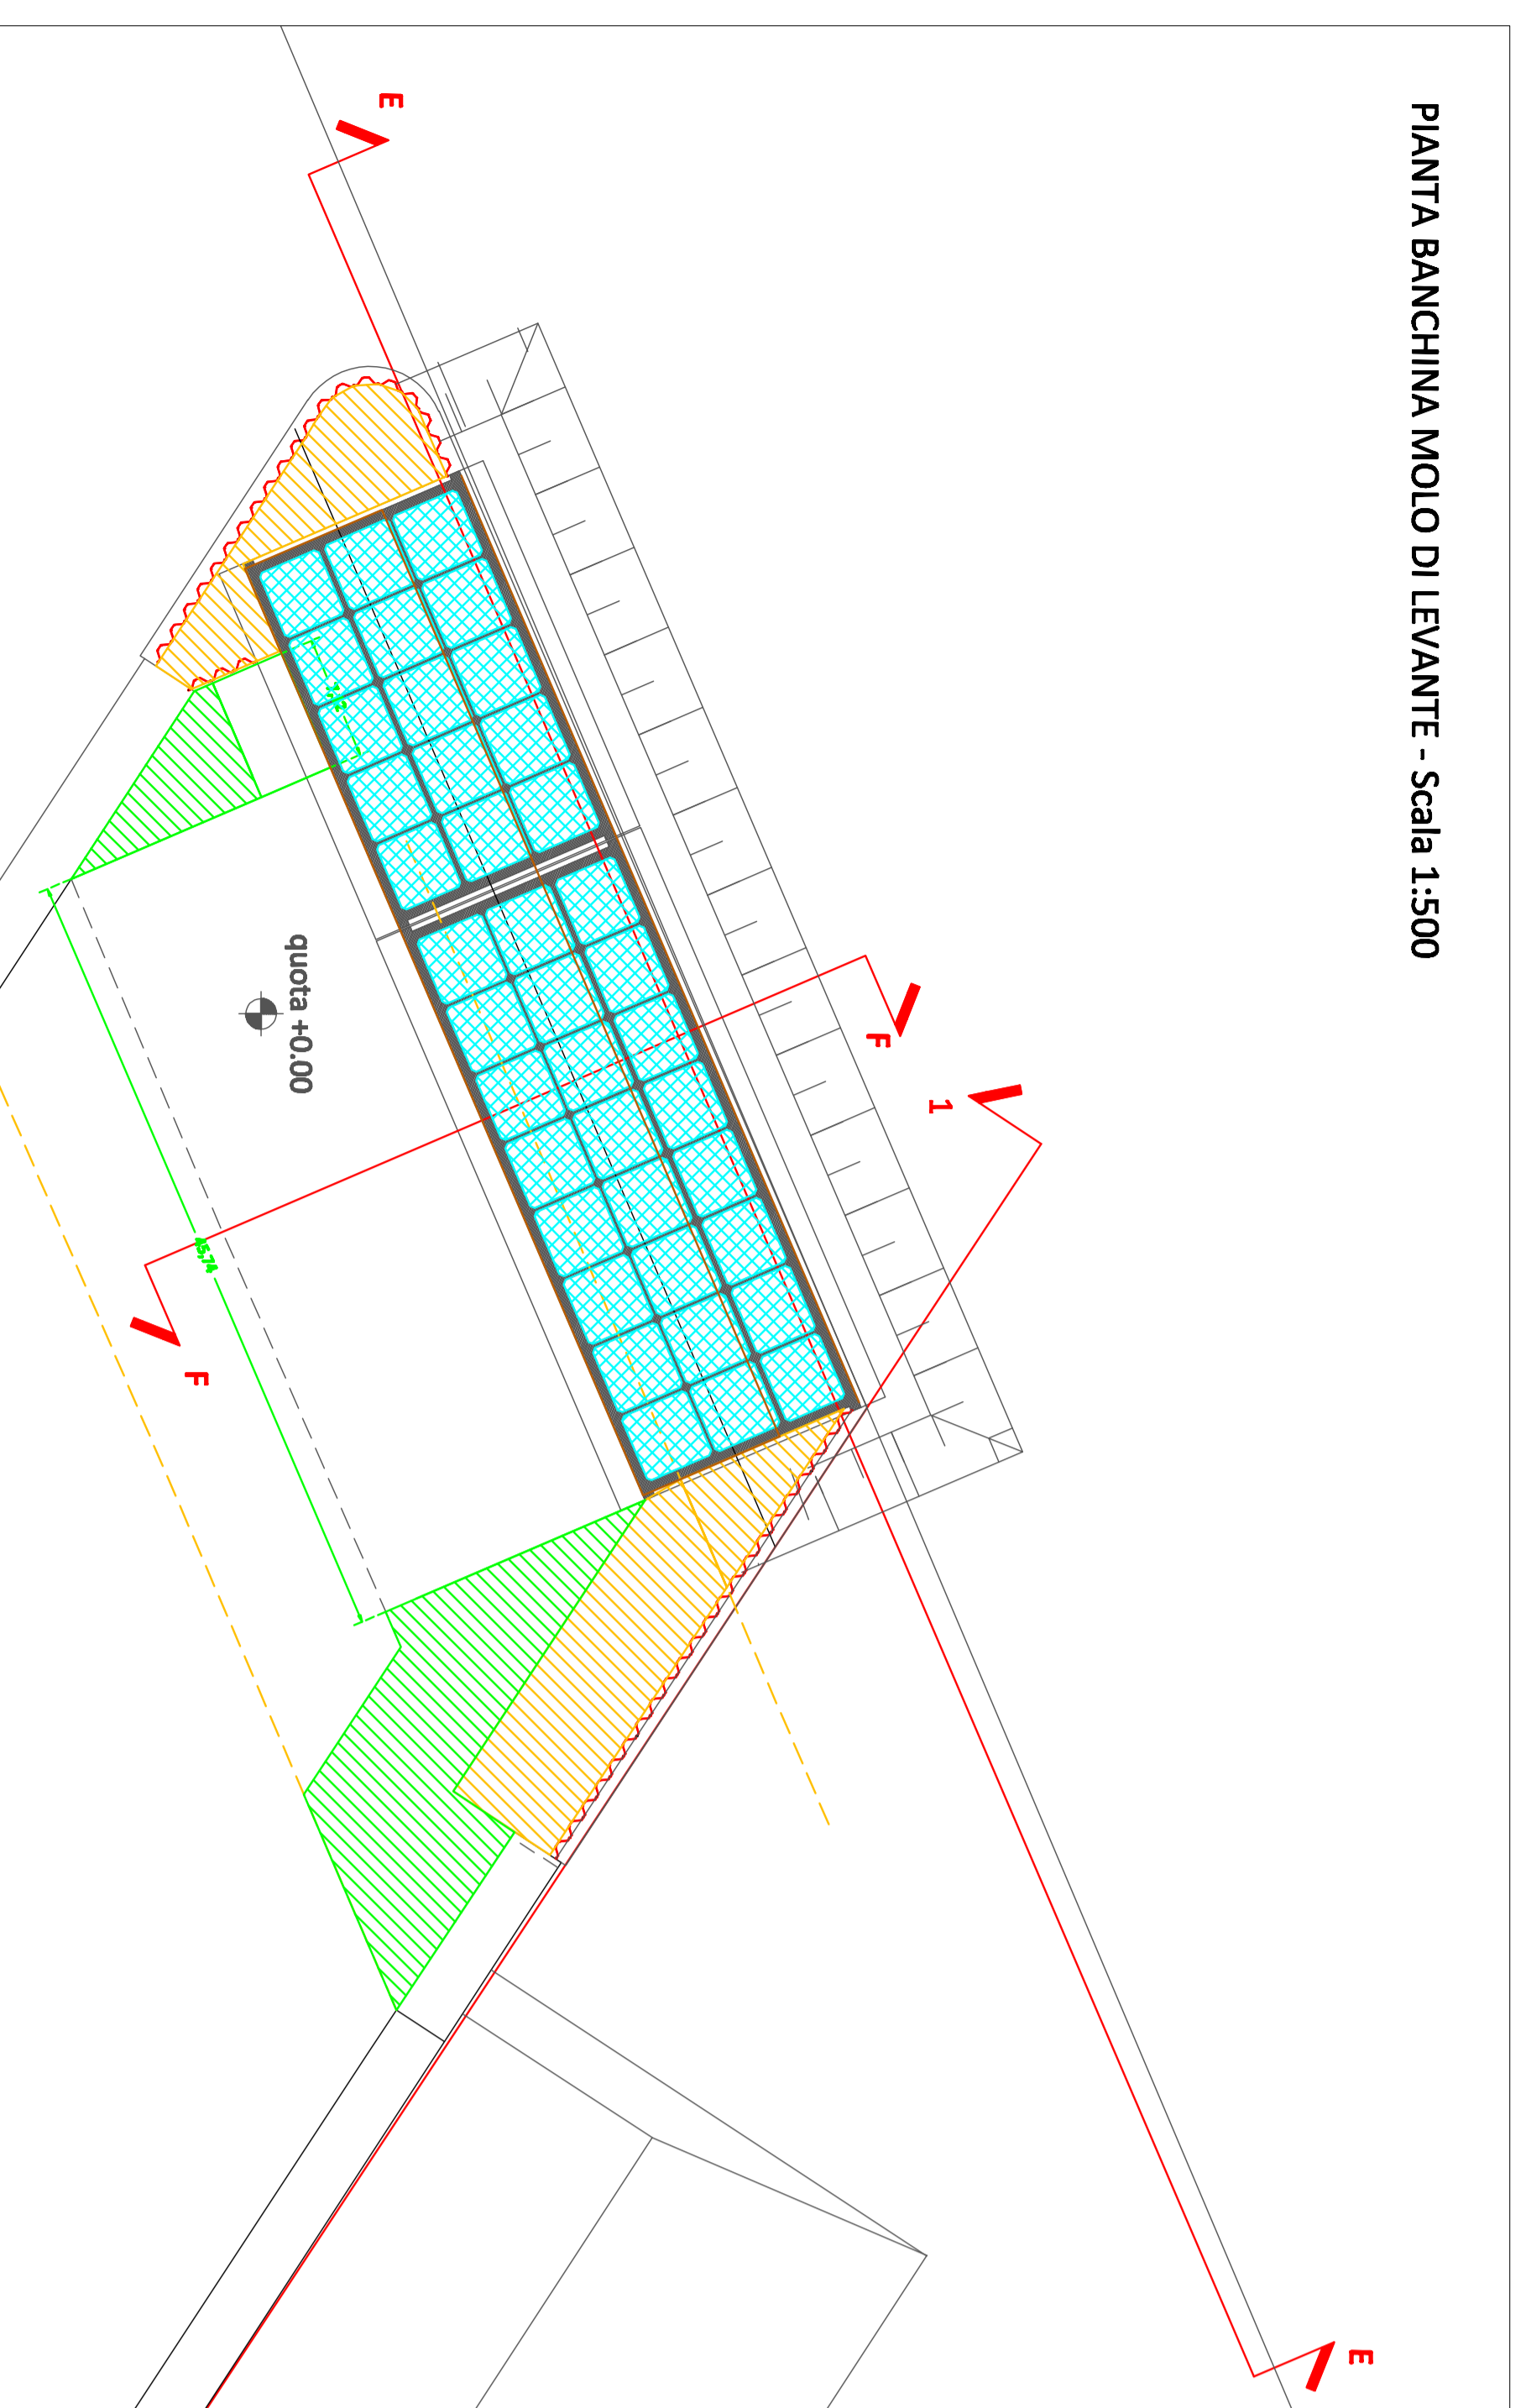 PIANTA BANCHINA MOLO DI LEVANTE - Scala 1:500
E
F
1
quota +0.00
45,74
F
E